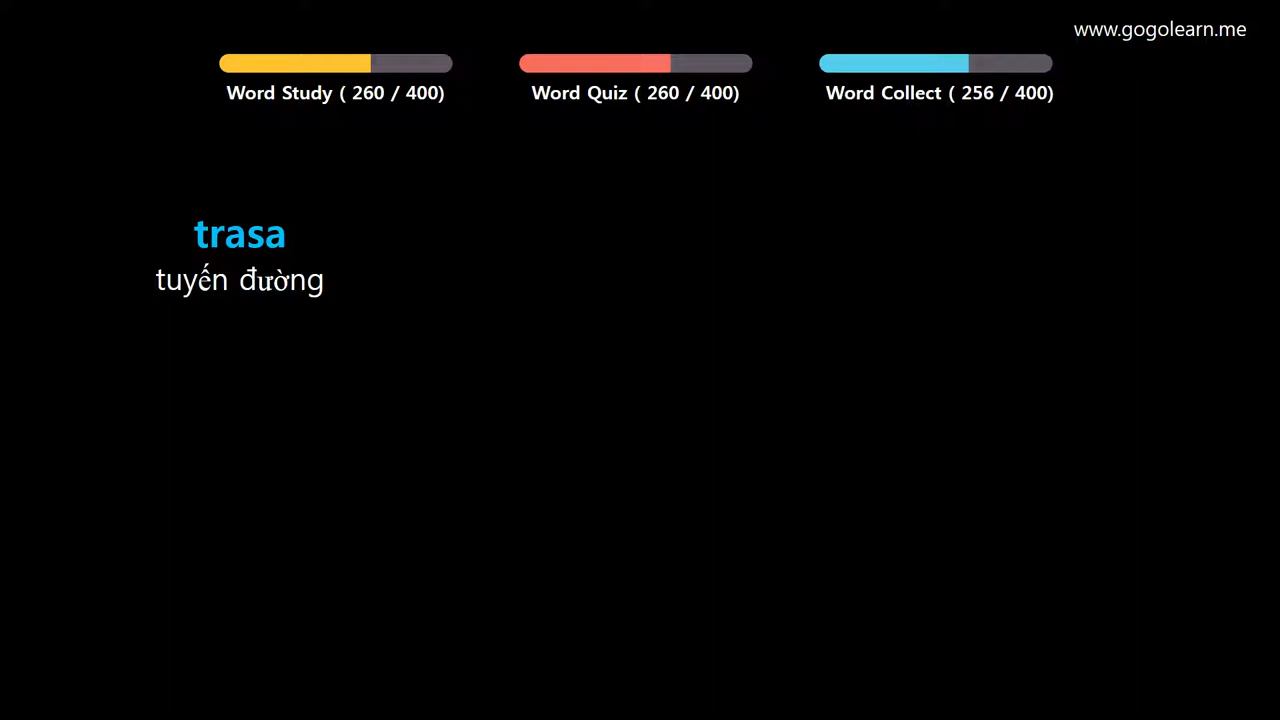 www.gogolearn.me
Word Study ( 260 / 400)
Word Quiz ( 260 / 400)
Word Collect ( 256 / 400)
trasa
tuyến đường